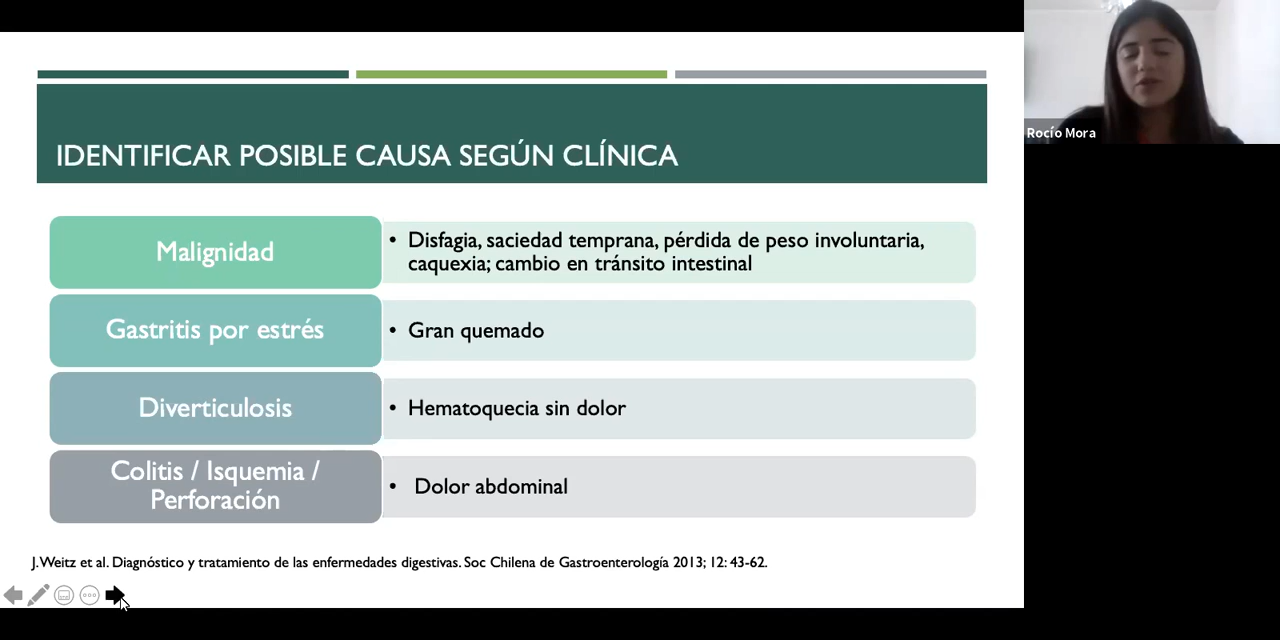 IDENTIFICAR POSIBLE CAUSA SEGÚN CLÍNICA
Malignidad
• Disfagia, saciedad temprana, pérdida de peso involuntaria,
caquexia; cambio en tránsito intestinal
Gastritis por estrés
• Gran quemado
Diverticulosis
• Hematoquecia sin dolor
Colitis / Isquemia /
Perforación
• Dolor abdominal
J. Weitz et al. Diagnóstico y tratamiento de las enfermedades digestivas. Soc Chilena de Gastroenterología 2013; 12: 43-62.
Rocío Mora